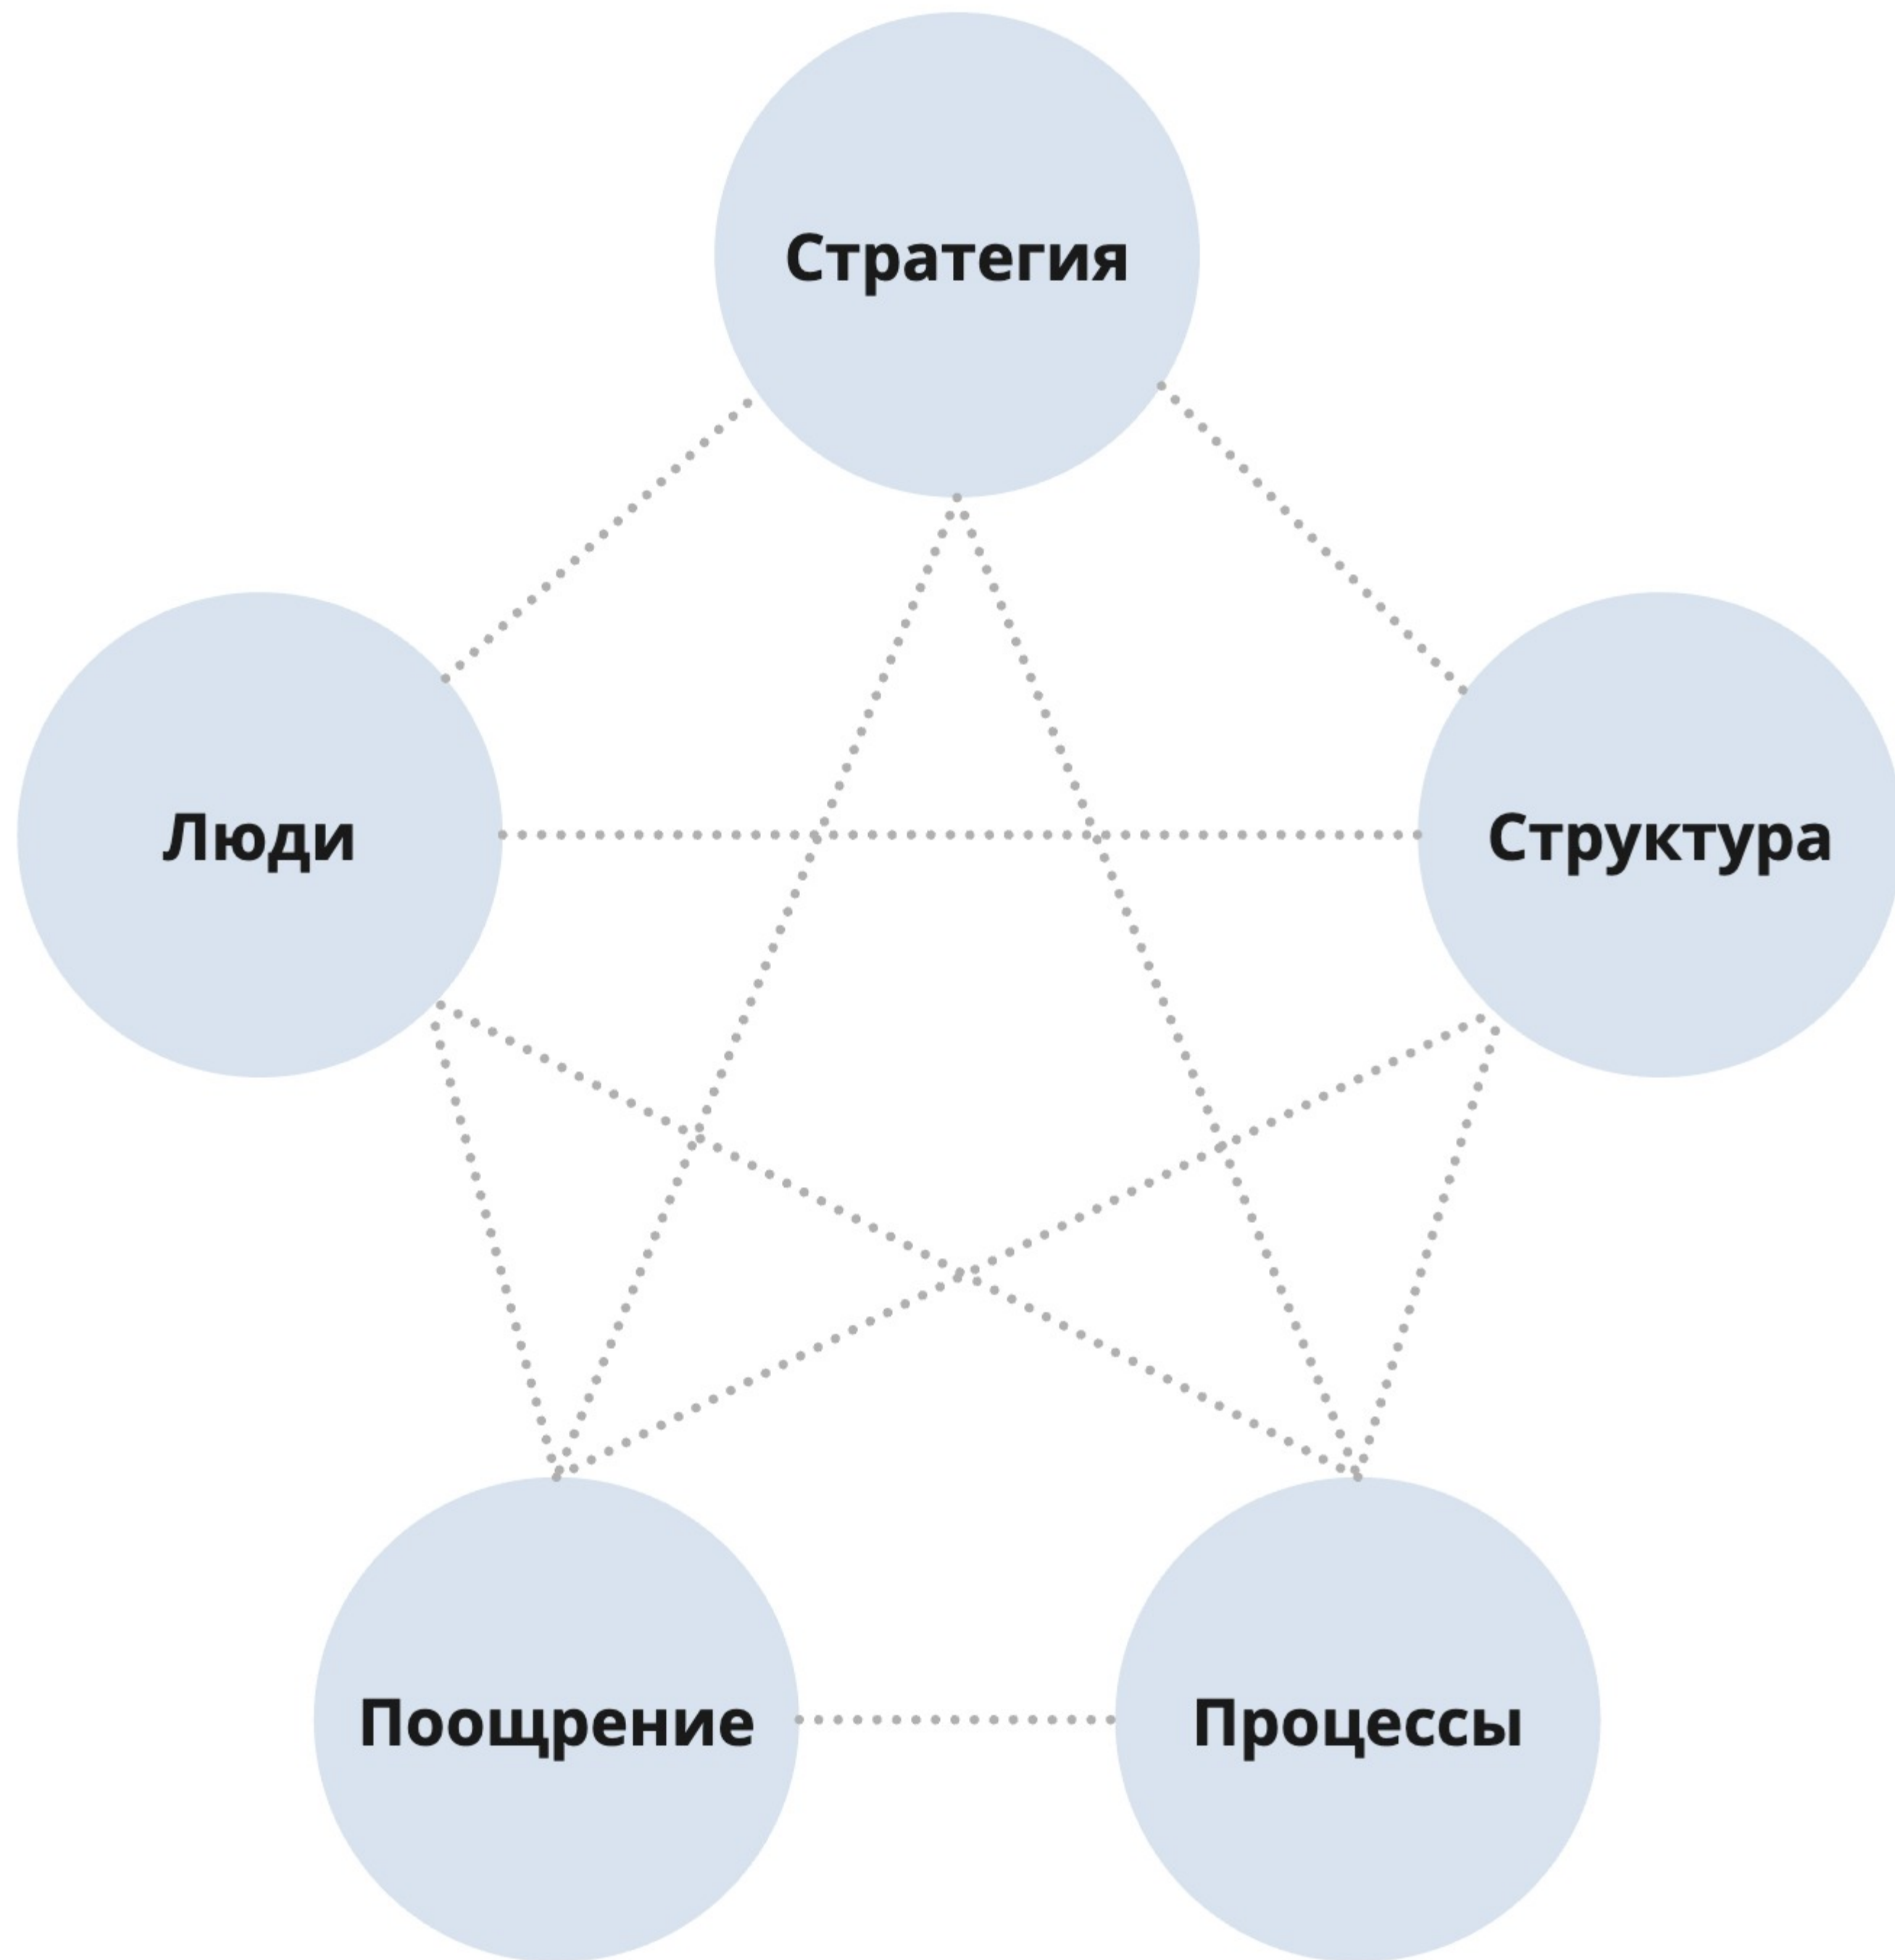 Стратегия
Люди
Структура
Поощрение
Процессы